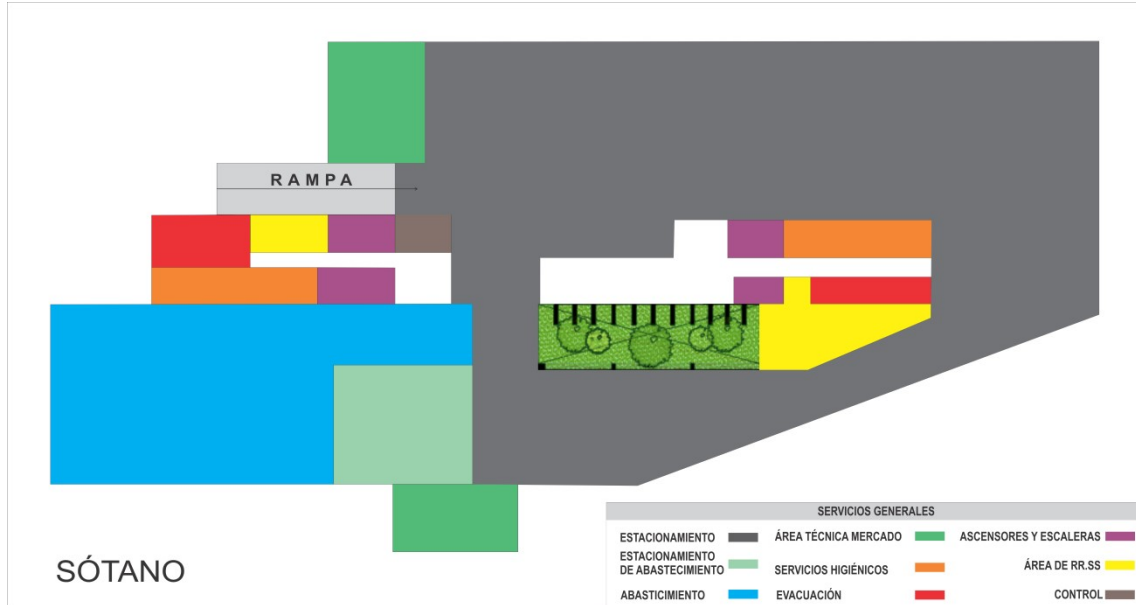 RAMPA
SERVICIOS GENERALES
ESTACIONAMIENTO
ÁREA TÉCNICA MERCADO
ASCENSORES Y ESCALERAS
ESTACIONAMIENTO
DE ABASTECIMIENTO
SERVICIOS HIGIÉNICOS
ÁREA DE RR.SS
ABASTICIMIENTO
EVACUACIÓN
CONTROL
SÓTANO